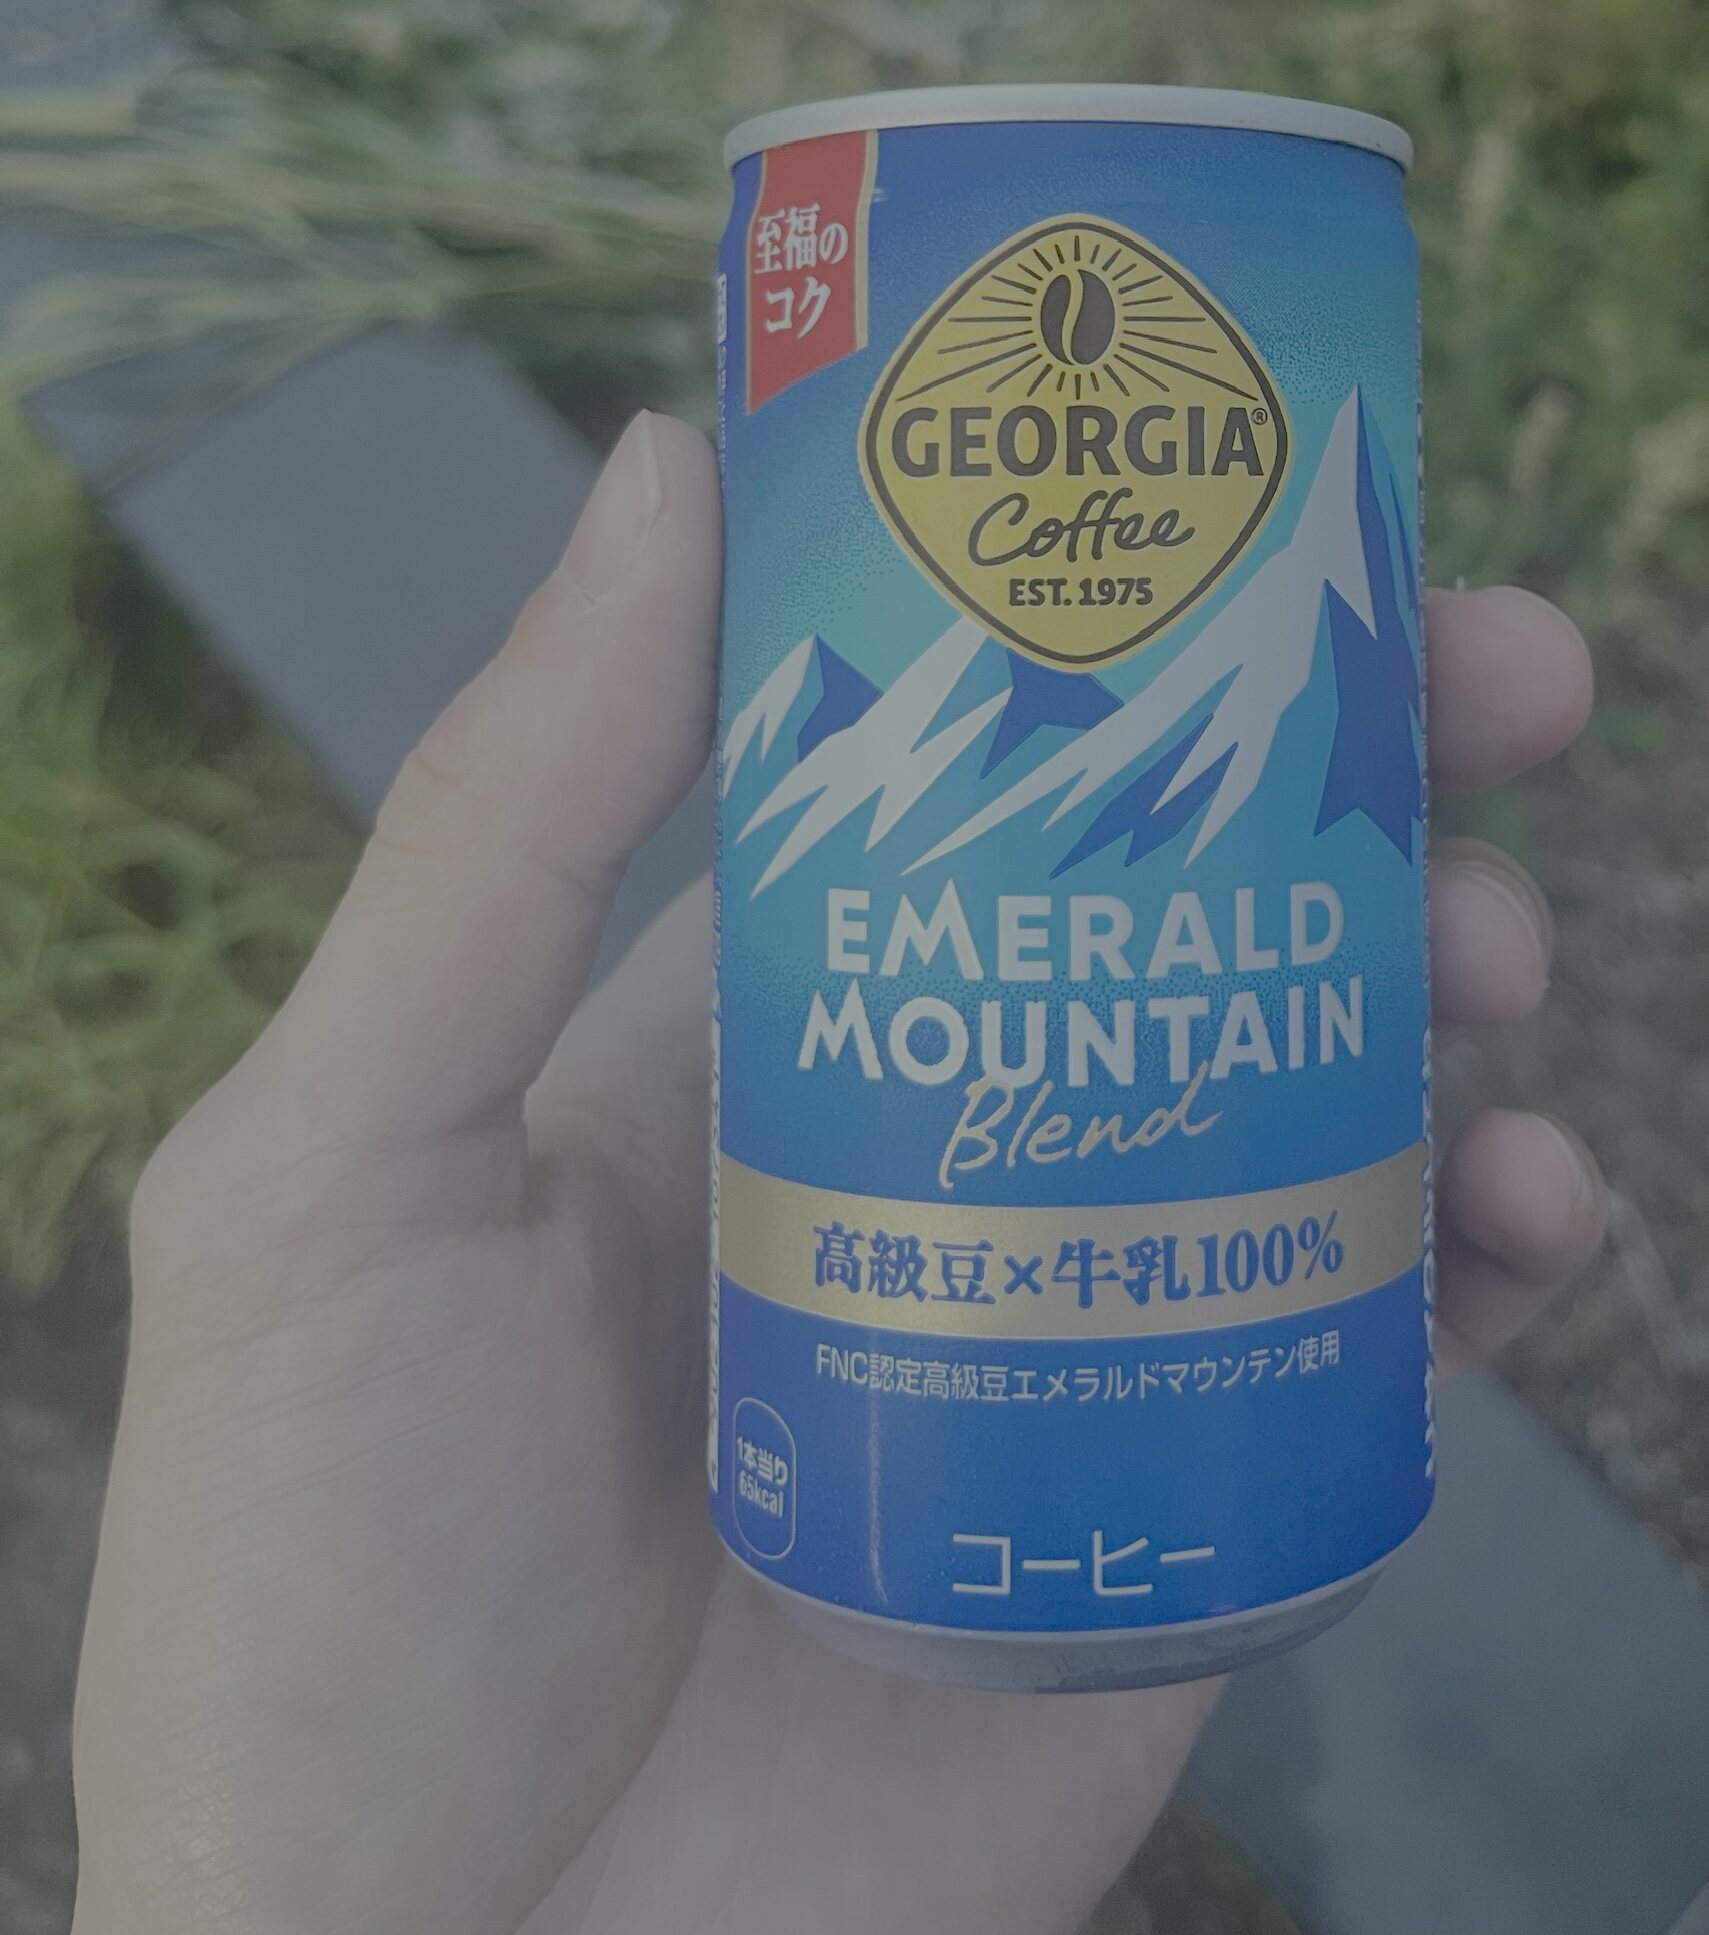 至福の
コク
GEORGIA®
Coffee
EST. 1975
EMERALD
MOUNTAIN
Blend
高級豆×牛乳100%
FNC認定高級豆エメラルドマウンテン使用
1本当り
65kcal
コーヒー